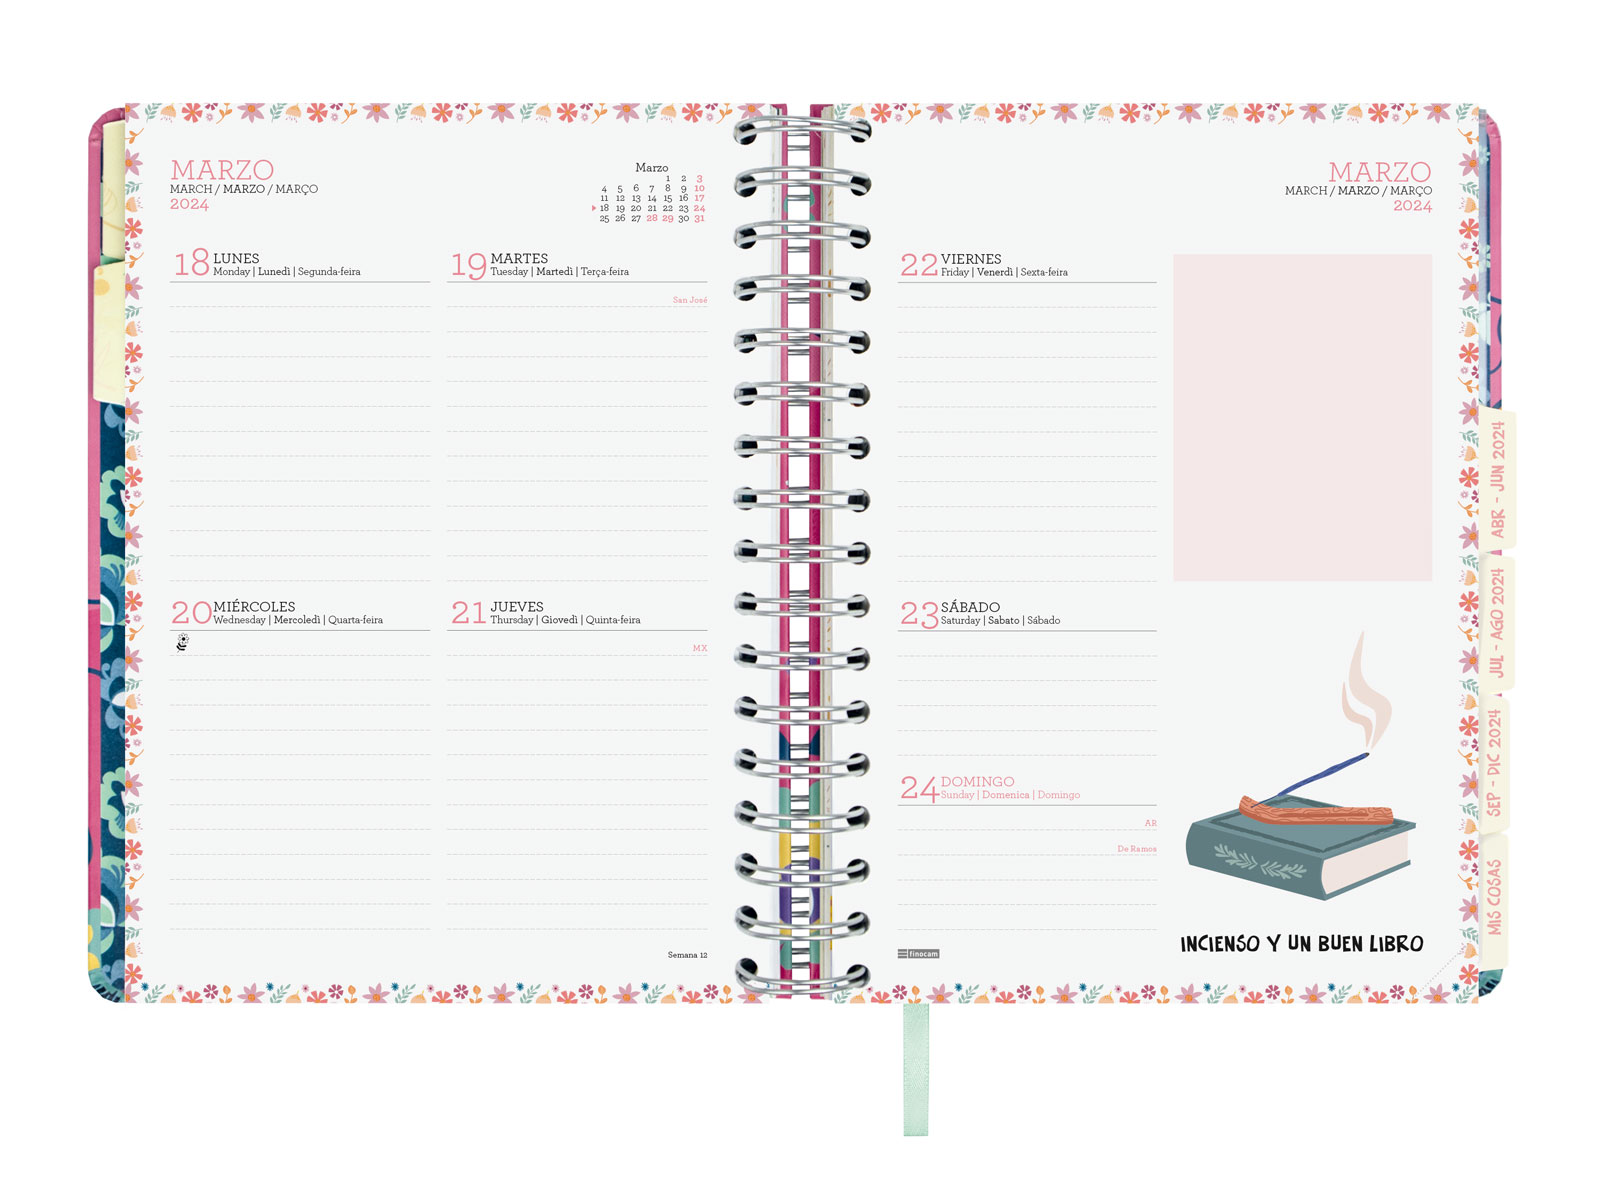 MARZO
MARCH / MARZO / MARÇO
2024
Marzo
1 2 3
4 5 6 7 8 9 10
11 12 13 14 15 16 17
18 19 20 21 22 23 24
25 26 27 28 29 30 31
18 LUNES
Monday | Lunedì | Segunda-feira
19 MARTES
Tuesday | Martedì | Terça-feira
San José
20 MIÉRCOLES
Wednesday | Mercoledì | Quarta-feira
21 JUEVES
Thursday | Giovedì | Quinta-feira
MX
Semana 12
MARZO
MARCH / MARZO / MARÇO
2024
22 VIERNES
Friday | Venerdì | Sexta-feira
23 SÁBADO
Saturday | Sabato | Sábado
24 DOMINGO
Sunday | Domenica | Domingo
AR
De Ramos
finocam
INCIENSO Y UN BUEN LIBRO
ABR - JUN 2024
JUL - AGO 2024
SEP - DIC 2024
MIS COSAS